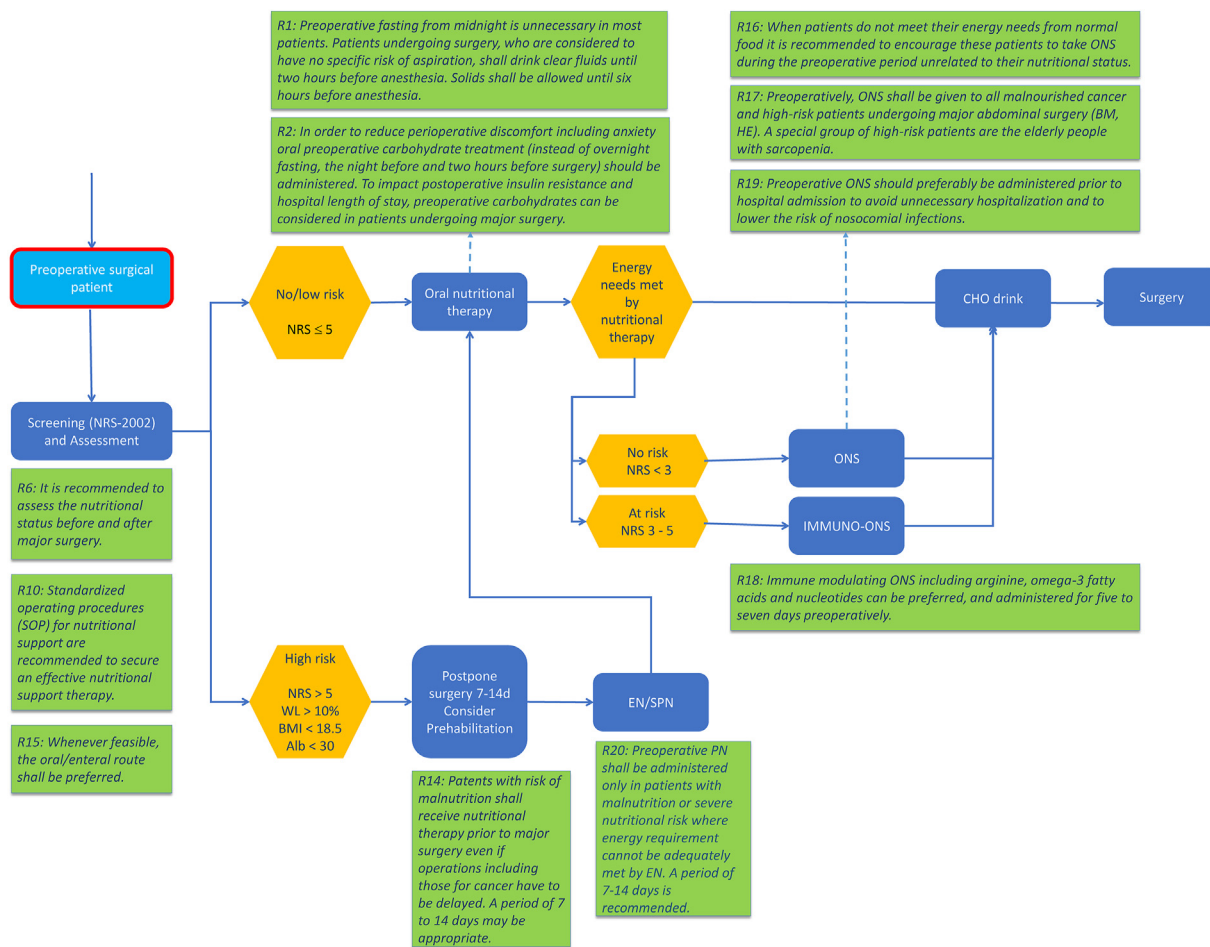 R1: Preoperative fasting from midnight is unnecessary in most
patients. Patients undergoing surgery, who are considered to
have no specific risk of aspiration, shall drink clear fluids until
two hours before anesthesia. Solids shall be allowed until six
hours before anesthesia.
R2: In order to reduce perioperative discomfort including anxiety
oral preoperative carbohydrate treatment (instead of overnight
fasting, the night before and two hours before surgery) should be
administered. To impact postoperative insulin resistance and
hospital length of stay, preoperative carbohydrates can be
considered in patients undergoing major surgery.
R16: When patients do not meet their energy needs from normal
food it is recommended to encourage these patients to take ONS
during the preoperative period unrelated to their nutritional status.
R17: Preoperatively, ONS shall be given to all malnourished cancer
and high-risk patients undergoing major abdominal surgery (BM,
HE). A special group of high-risk patients are the elderly people
with sarcopenia.
R19: Preoperative ONS should preferably be administered prior to
hospital admission to avoid unnecessary hospitalization and to
lower the risk of nosocomial infections.
Preoperative surgical
patient
No/low risk
NRS ≤ 5
Oral nutritional
therapy
Energy
needs met
by
nutritional
therapy
CHO drink
Surgery
Screening (NRS-2002)
and Assessment
No risk
NRS < 3
ONS
At risk
NRS 3 - 5
IMMUNO-ONS
R6: It is recommended to
assess the nutritional
status before and after
major surgery.
R10: Standardized
operating procedures
(SOP) for nutritional
support are
recommended to secure
an effective nutritional
support therapy.
R15: Whenever feasible,
the oral/enteral route
shall be preferred.
R18: Immune modulating ONS including arginine, omega-3 fatty
acids and nucleotides can be preferred, and administered for five to
seven days preoperatively.
High risk
NRS > 5
WL > 10%
BMI < 18.5
Alb < 30
Postpone
surgery 7-14d
Consider
Prehabilitation
EN/SPN
R14: Patents with risk of
malnutrition shall
receive nutritional
therapy prior to major
surgery even if
operations including
those for cancer have to
be delayed. A period of 7
to 14 days may be
appropriate.
R20: Preoperative PN
shall be administered
only in patients with
malnutrition or severe
nutritional risk where
energy requirement
cannot be adequately
met by EN. A period of
7-14 days is
recommended.